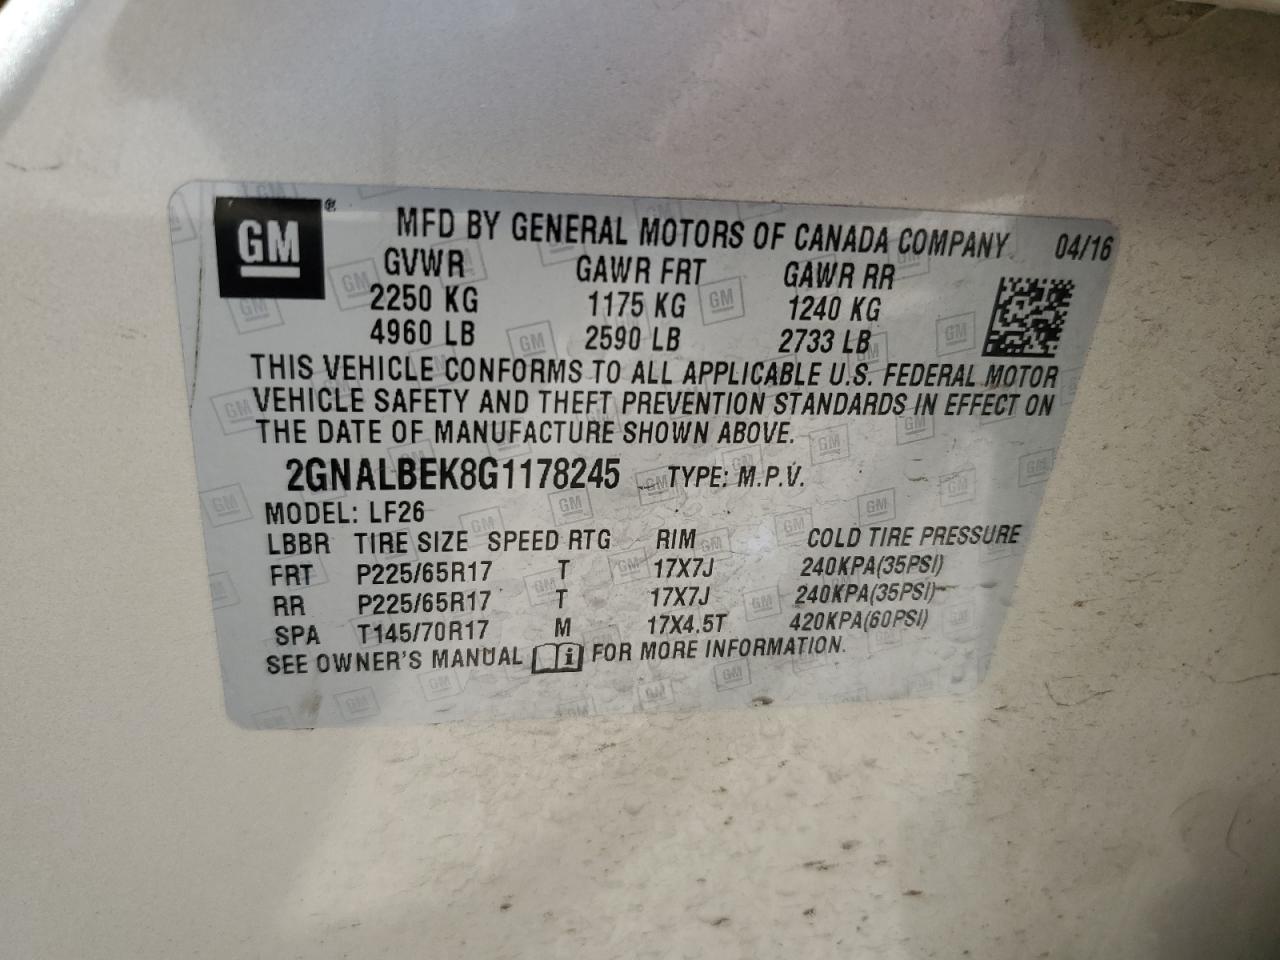 GM ® MFD BY GENERAL MOTORS OF CANADA COMPANY 04/16
GVWR GAWR FRT GAWR RR
2250 KG 1175 KG 1240 KG
4960 LB 2590 LB 2733 LB
THIS VEHICLE CONFORMS TO ALL APPLICABLE U.S. FEDERAL MOTOR
VEHICLE SAFETY AND THEFT PREVENTION STANDARDS IN EFFECT ON
THE DATE OF MANUFACTURE SHOWN ABOVE.
2GNALBEK8G1178245 TYPE: M.P.V.
MODEL: LF26
LBBR TIRE SIZE SPEED RTG RIM COLD TIRE PRESSURE
FRT P225/65R17 T 17X7J 240KPA(35PSI)
RR P225/65R17 T 17X7J 240KPA(35PSI)
SPA T145/70R17 M 17X4.5T 420KPA(60PSI)
SEE OWNER'S MANUAL i FOR MORE INFORMATION.